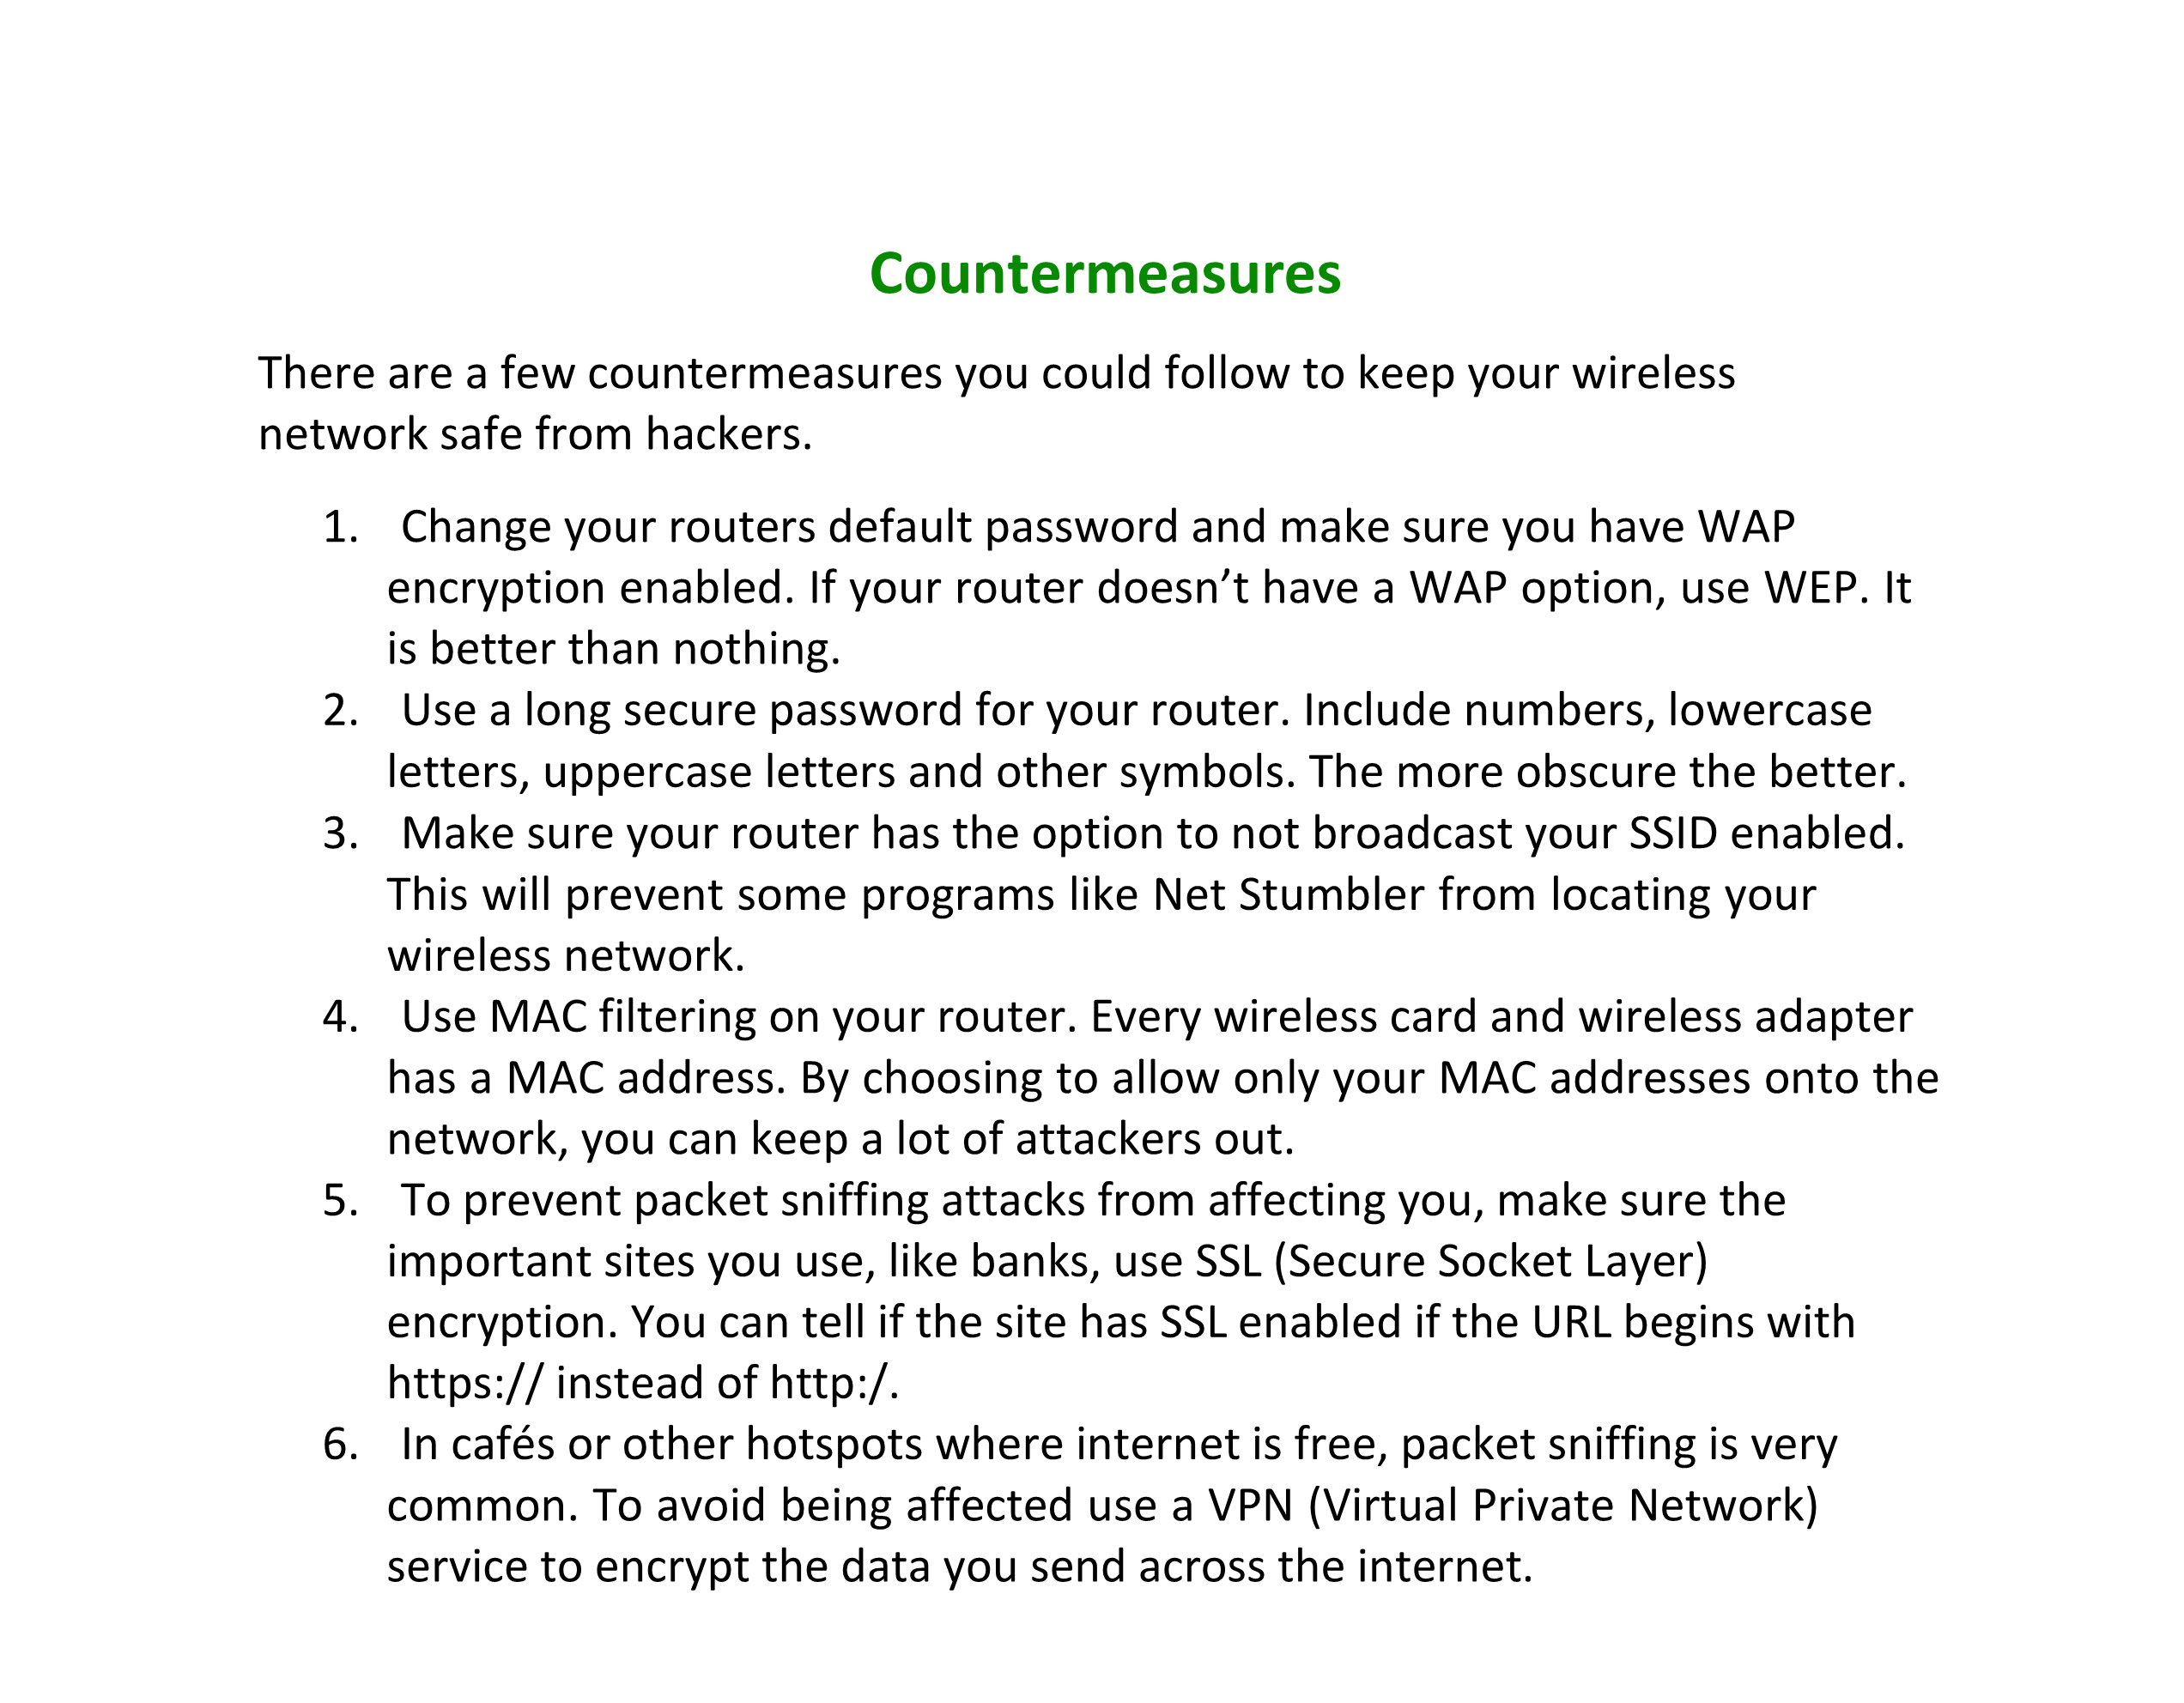 Countermeasures
There are a few countermeasures you could follow to keep your wireless
network safe from hackers.
1. Change your routers default password and make sure you have WAP
encryption enabled. If your router doesn’t have a WAP option, use WEP. It
is better than nothing.
2. Use a long secure password for your router. Include numbers, lowercase
letters, uppercase letters and other symbols. The more obscure the better.
3. Make sure your router has the option to not broadcast your SSID enabled.
This will prevent some programs like Net Stumbler from locating your
wireless network.
4. Use MAC filtering on your router. Every wireless card and wireless adapter
has a MAC address. By choosing to allow only your MAC addresses onto the
network, you can keep a lot of attackers out.
5. To prevent packet sniffing attacks from affecting you, make sure the
important sites you use, like banks, use SSL (Secure Socket Layer)
encryption. You can tell if the site has SSL enabled if the URL begins with
https:// instead of http:/.
6. In cafés or other hotspots where internet is free, packet sniffing is very
common. To avoid being affected use a VPN (Virtual Private Network)
service to encrypt the data you send across the internet.